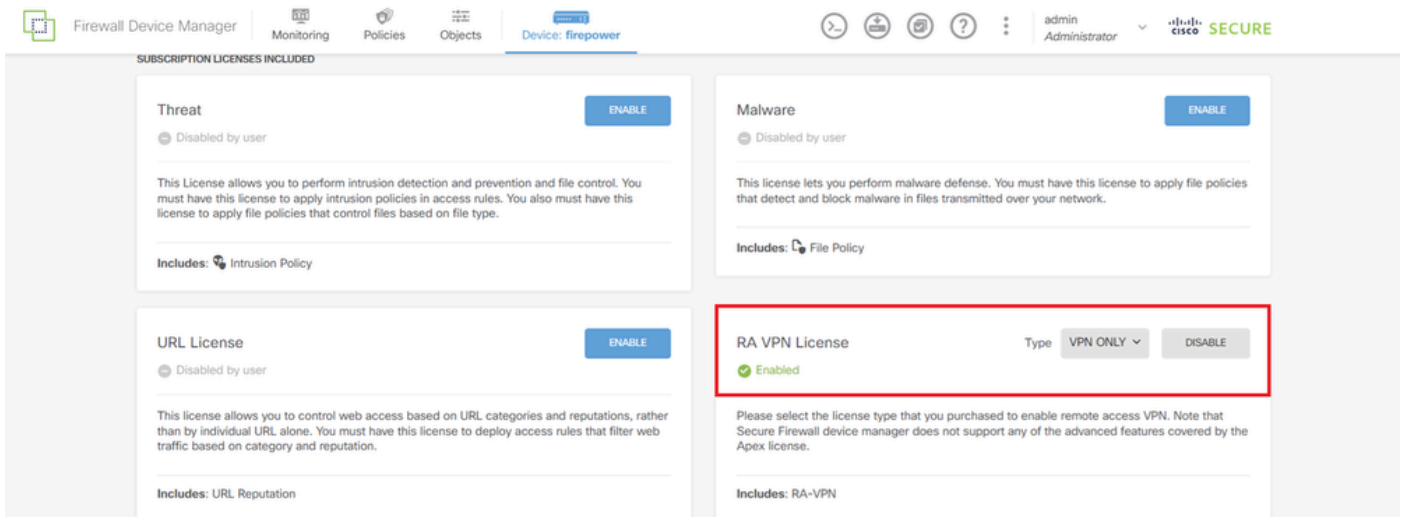 Firewall Device Manager
Monitoring
Policies
Objects
Device: firepower
admin
Administrator
cisco SECURE
SUBSCRIPTION LICENSES INCLUDED
Threat
ENABLE
Disabled by user
This License allows you to perform intrusion detection and prevention and file control. You
must have this license to apply intrusion policies in access rules. You also must have this
license to apply file policies that control files based on file type.
Includes: Intrusion Policy
Malware
ENABLE
Disabled by user
This license lets you perform malware defense. You must have this license to apply file policies
that detect and block malware in files transmitted over your network.
Includes: File Policy
URL License
ENABLE
Disabled by user
This license allows you to control web access based on URL categories and reputations, rather
than by individual URL alone. You must have this license to deploy access rules that filter web
traffic based on category and reputation.
Includes: URL Reputation
RA VPN License
Type VPN ONLY
DISABLE
Enabled
Please select the license type that you purchased to enable remote access VPN. Note that
Secure Firewall device manager does not support any of the advanced features covered by the
Apex license.
Includes: RA-VPN